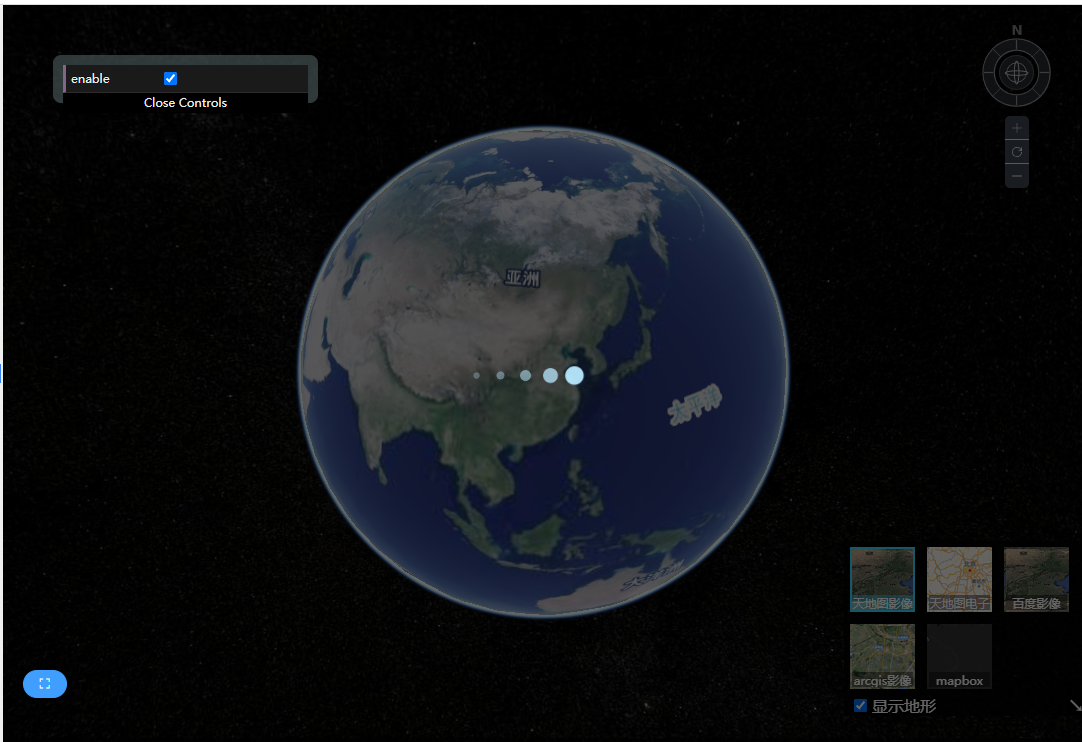 N
enable
Close Controls
亚洲
太平洋
天地图影像
天地图电子
百度影像
arcgis影像
mapbox
显示地形